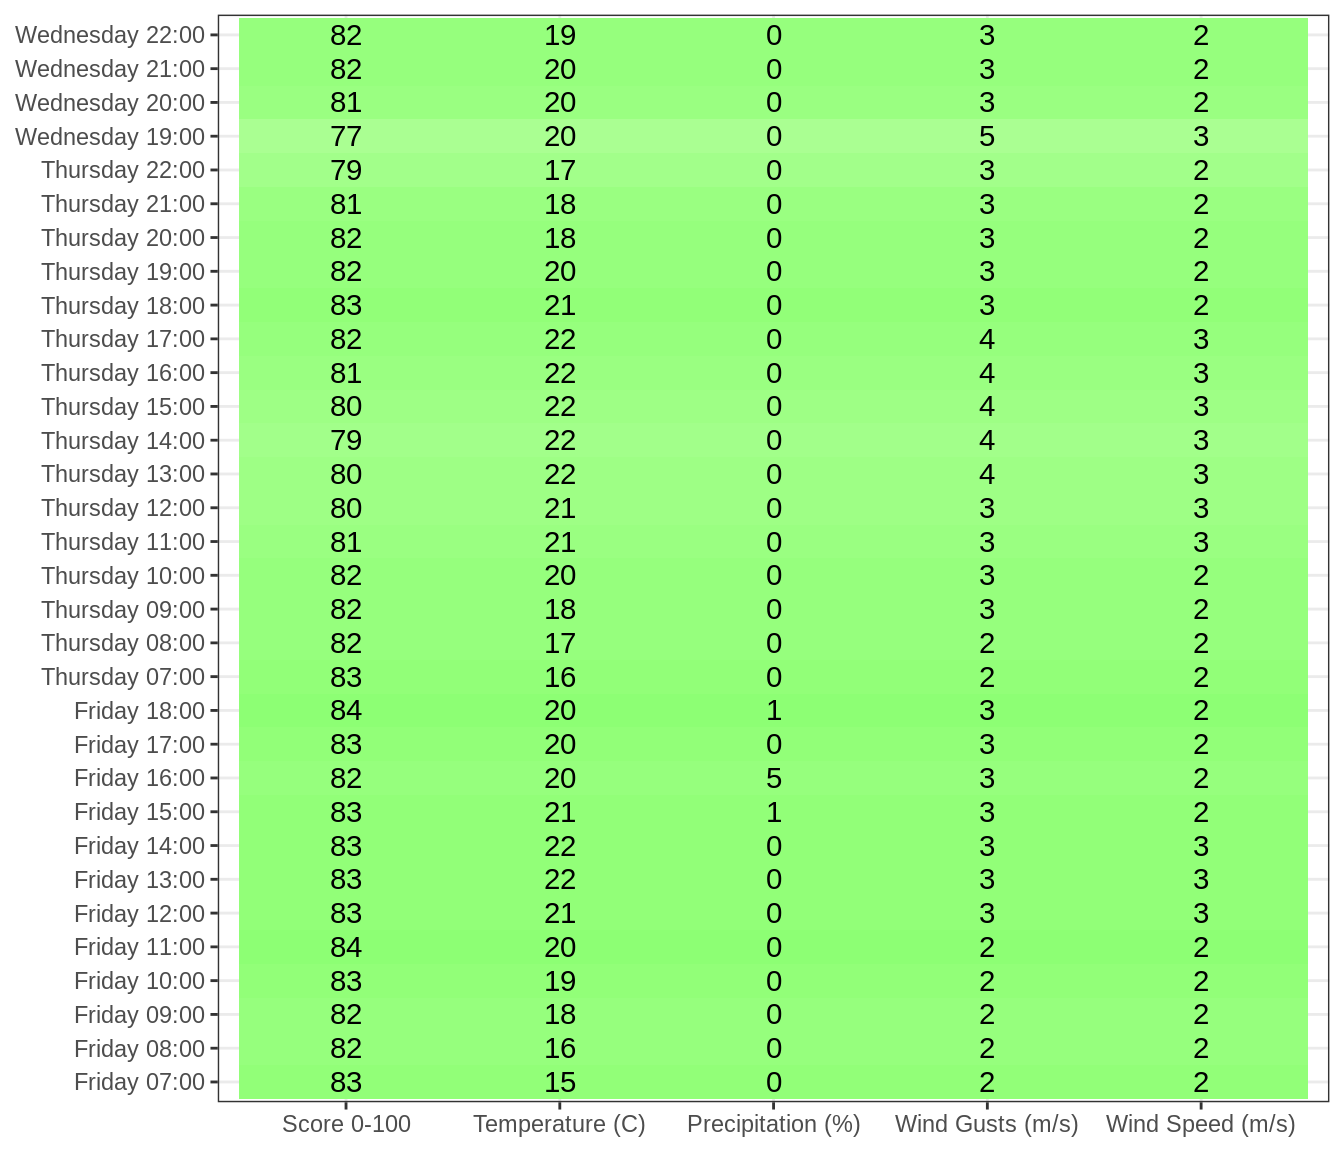 Wednesday 22:00 82 19 0 3 2
Wednesday 21:00 82 20 0 3 2
Wednesday 20:00 81 20 0 3 2
Wednesday 19:00 77 20 0 5 3
Thursday 22:00 79 17 0 3 2
Thursday 21:00 81 18 0 3 2
Thursday 20:00 82 18 0 3 2
Thursday 19:00 82 20 0 3 2
Thursday 18:00 83 21 0 3 2
Thursday 17:00 82 22 0 4 3
Thursday 16:00 81 22 0 4 3
Thursday 15:00 80 22 0 4 3
Thursday 14:00 79 22 0 4 3
Thursday 13:00 80 22 0 4 3
Thursday 12:00 80 21 0 3 3
Thursday 11:00 81 21 0 3 3
Thursday 10:00 82 20 0 3 2
Thursday 09:00 82 18 0 3 2
Thursday 08:00 82 17 0 2 2
Thursday 07:00 83 16 0 2 2
Friday 18:00 84 20 1 3 2
Friday 17:00 83 20 0 3 2
Friday 16:00 82 20 5 3 2
Friday 15:00 83 21 1 3 2
Friday 14:00 83 22 0 3 3
Friday 13:00 83 22 0 3 3
Friday 12:00 83 21 0 3 3
Friday 11:00 84 20 0 2 2
Friday 10:00 83 19 0 2 2
Friday 09:00 82 18 0 2 2
Friday 08:00 82 16 0 2 2
Friday 07:00 83 15 0 2 2
Score 0-100 Temperature (C) Precipitation (%) Wind Gusts (m/s) Wind Speed (m/s)